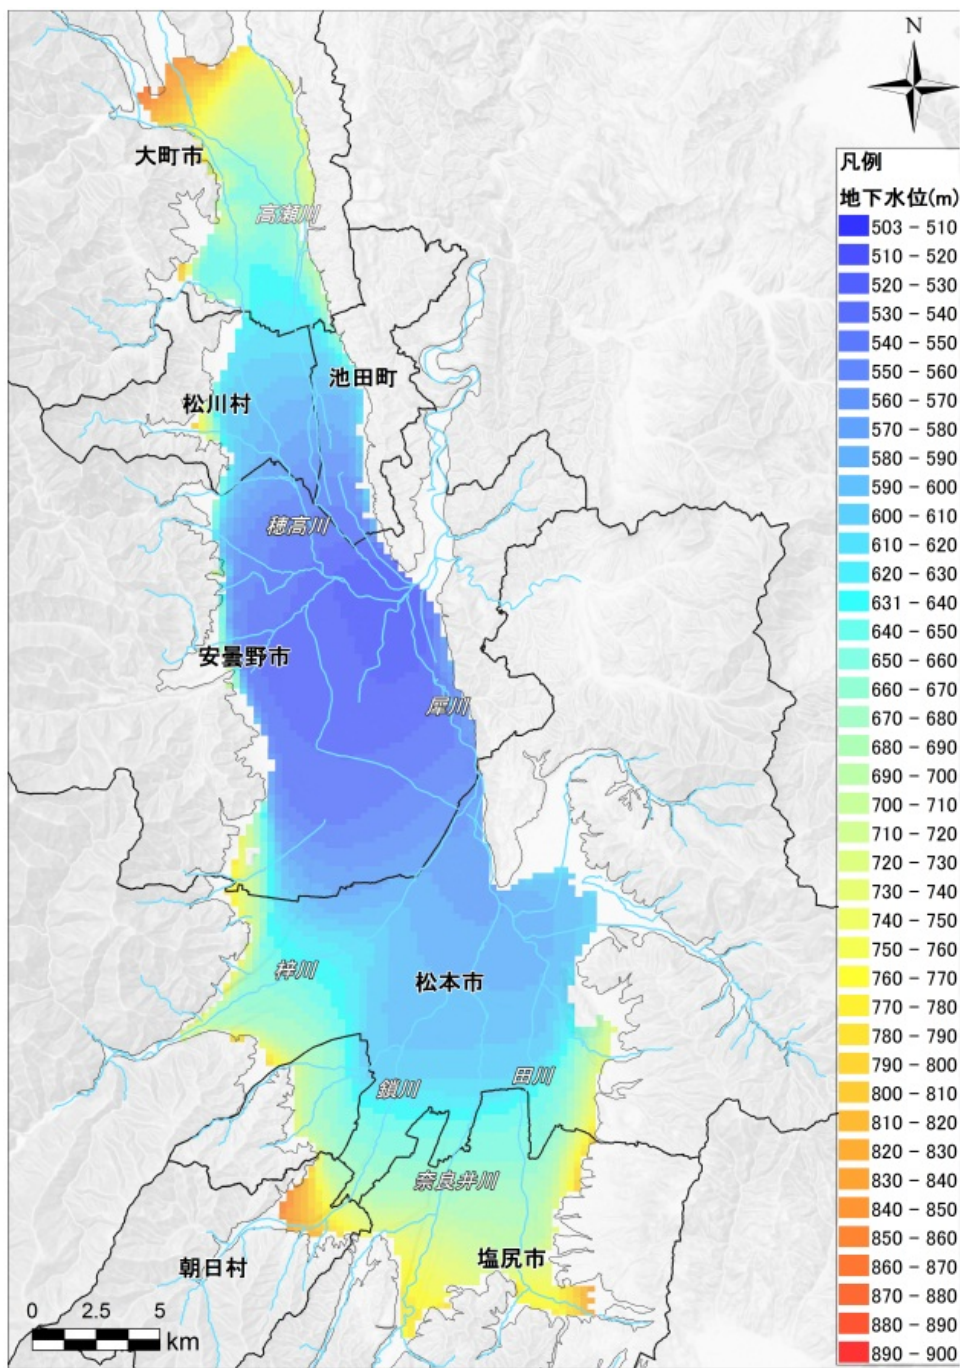 N
凡例
地下水位(m)
503 - 510
510 - 520
520 - 530
530 - 540
540 - 550
550 - 560
560 - 570
570 - 580
580 - 590
590 - 600
600 - 610
610 - 620
620 - 630
631 - 640
640 - 650
650 - 660
660 - 670
670 - 680
680 - 690
690 - 700
700 - 710
710 - 720
720 - 730
730 - 740
740 - 750
750 - 760
760 - 770
770 - 780
780 - 790
790 - 800
800 - 810
810 - 820
820 - 830
830 - 840
840 - 850
850 - 860
860 - 870
870 - 880
880 - 890
890 - 900
大町市
高瀬川
池田町
松川村
穂高川
安曇野市
犀川
梓川
松本市
田川
鎖川
奈良井川
塩尻市
朝日村
0 2.5 5
km